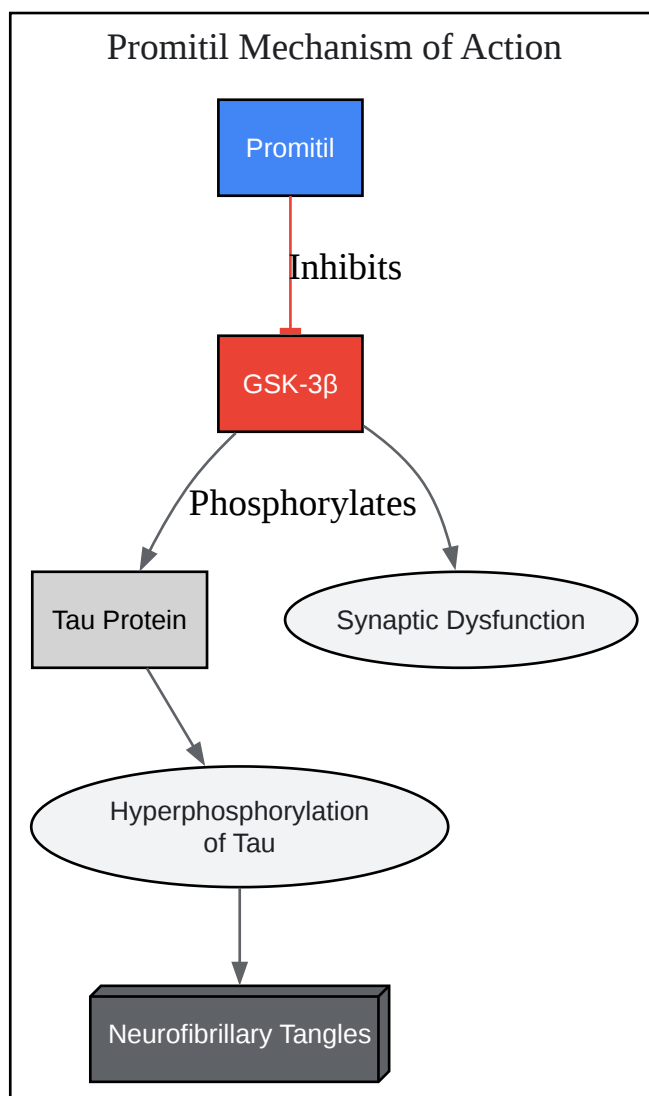 Promitil Mechanism of Action
Promitil
Inhibits
GSK-3β
Phosphorylates
Tau Protein
Synaptic Dysfunction
Hyperphosphorylation
of Tau
Neurofibrillary Tangles